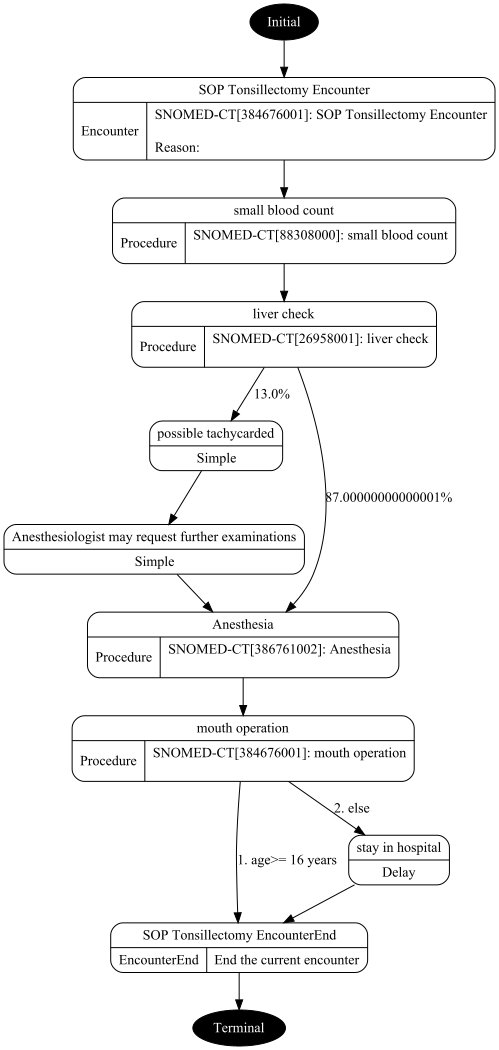 Initial
SOP Tonsillectomy Encounter
Encounter
SNOMED-CT[384676001]: SOP Tonsillectomy Encounter
Reason:
small blood count
Procedure
SNOMED-CT[88308000]: small blood count
liver check
Procedure
SNOMED-CT[26958001]: liver check
13.0%
possible tachycarded
Simple
87.00000000000001%
Anesthesiologist may request further examinations
Simple
Anesthesia
Procedure
SNOMED-CT[386761002]: Anesthesia
mouth operation
Procedure
SNOMED-CT[384676001]: mouth operation
2. else
1. age>= 16 years
stay in hospital
Delay
SOP Tonsillectomy EncounterEnd
EncounterEnd
End the current encounter
Terminal